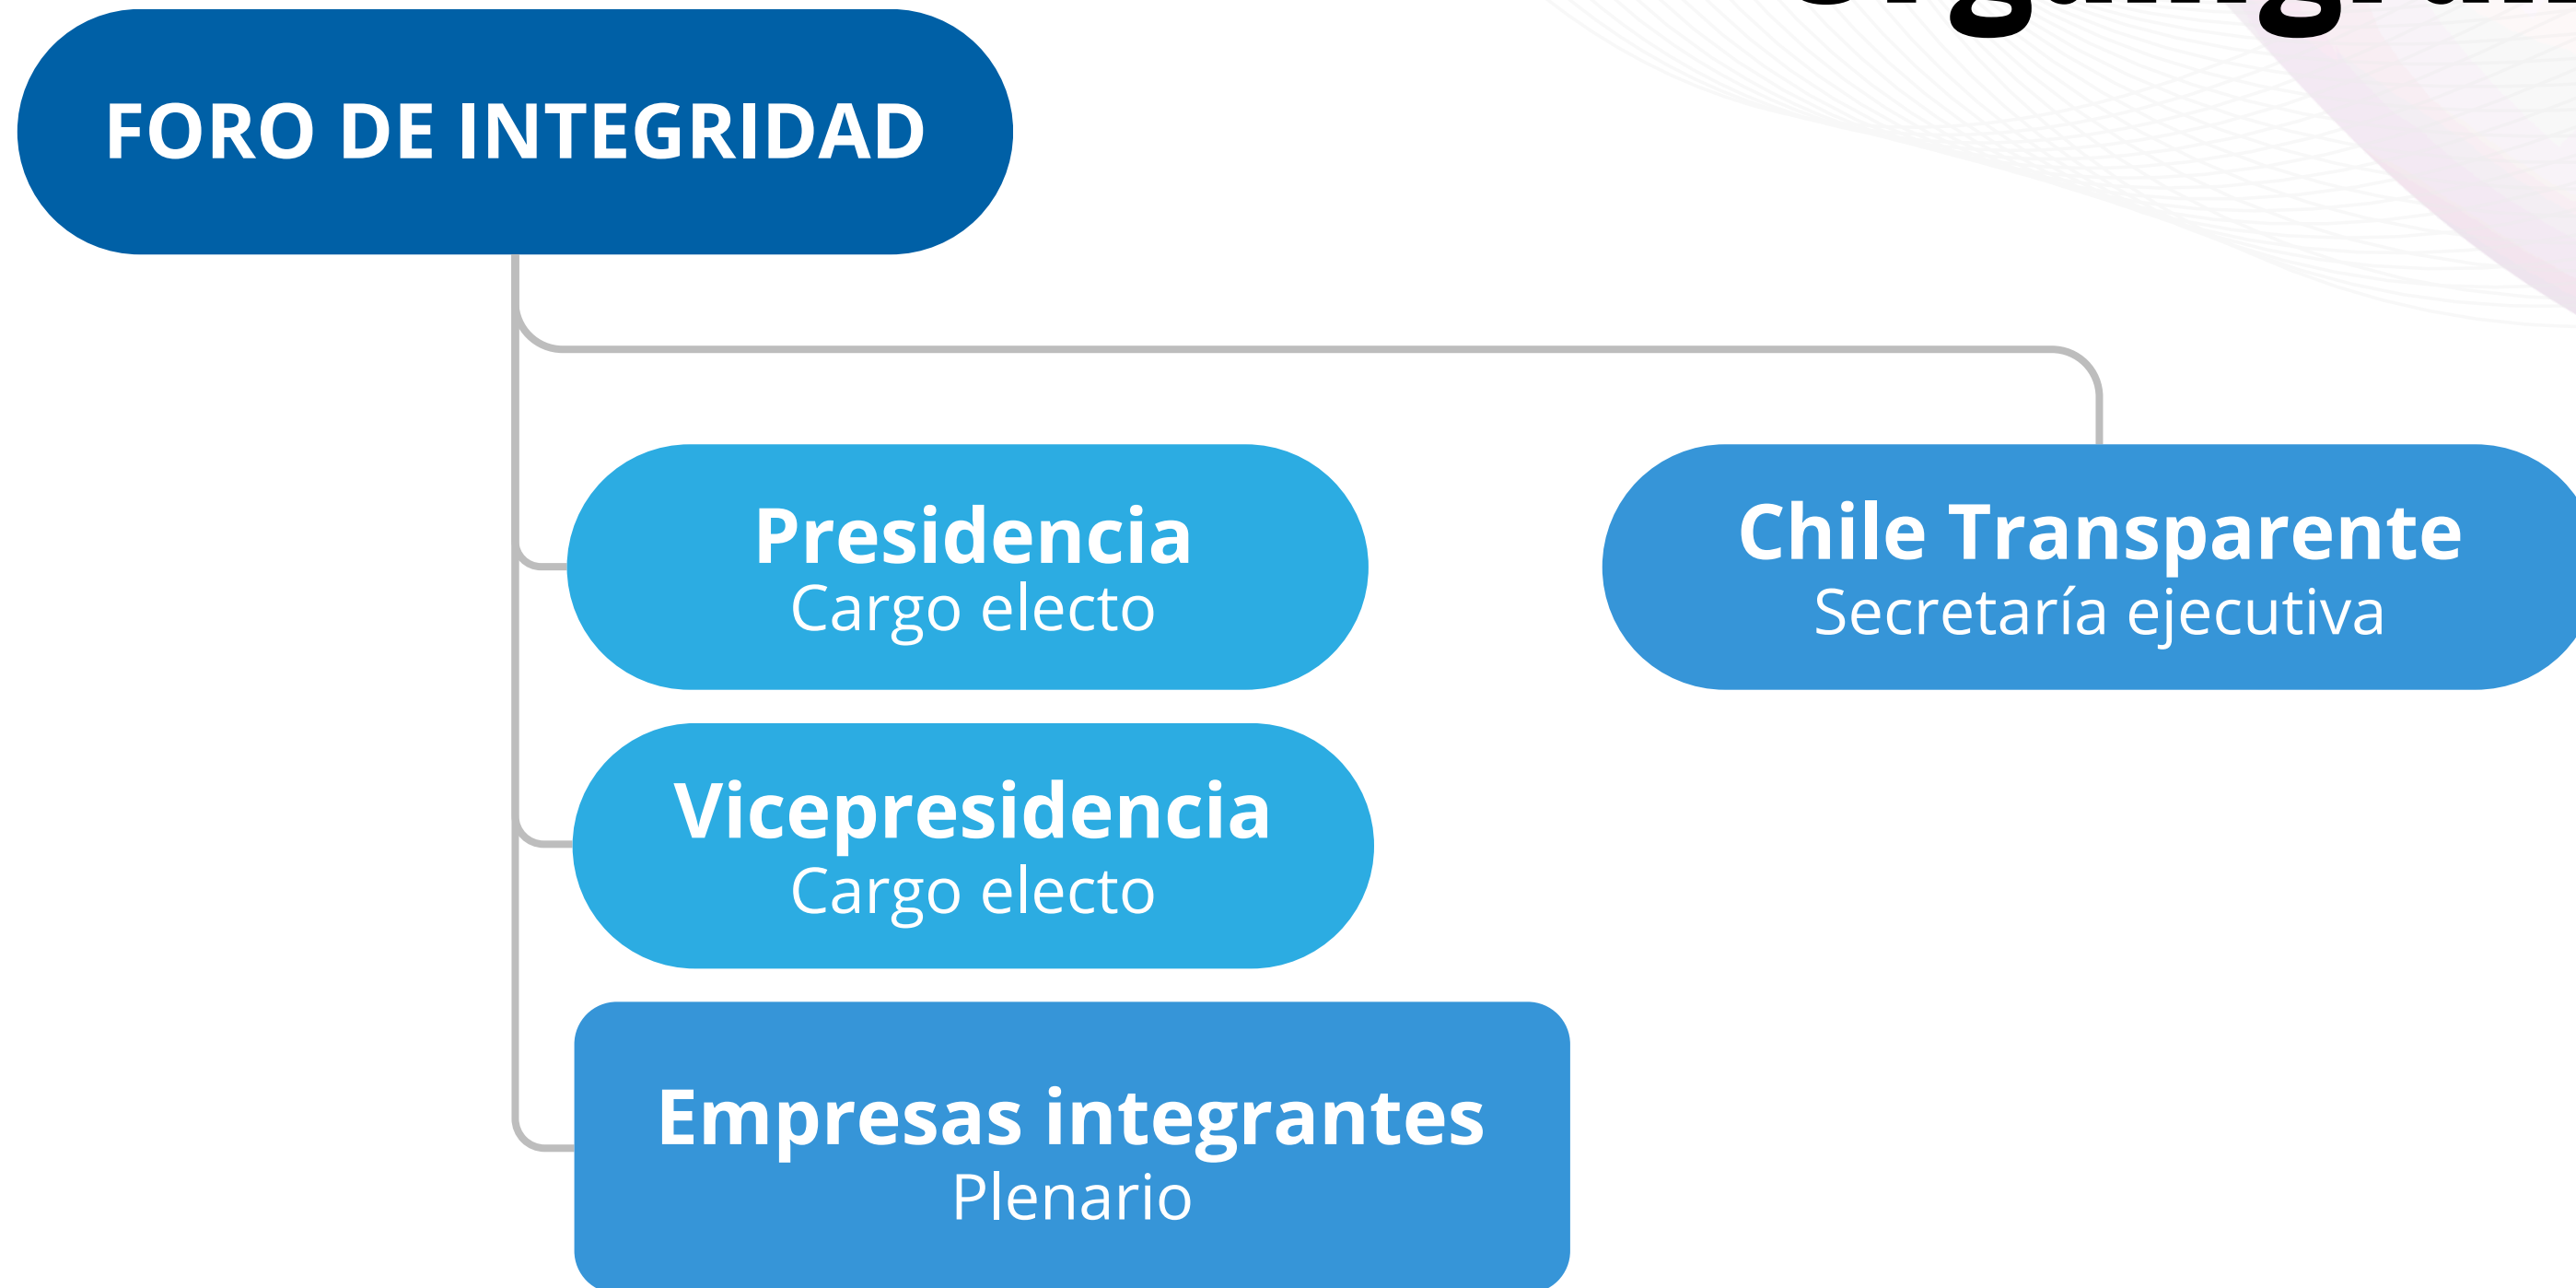 FORO DE INTEGRIDAD
Presidencia
Cargo electo
Chile Transparente
Secretaría ejecutiva
Vicepresidencia
Cargo electo
Empresas integrantes
Plenario